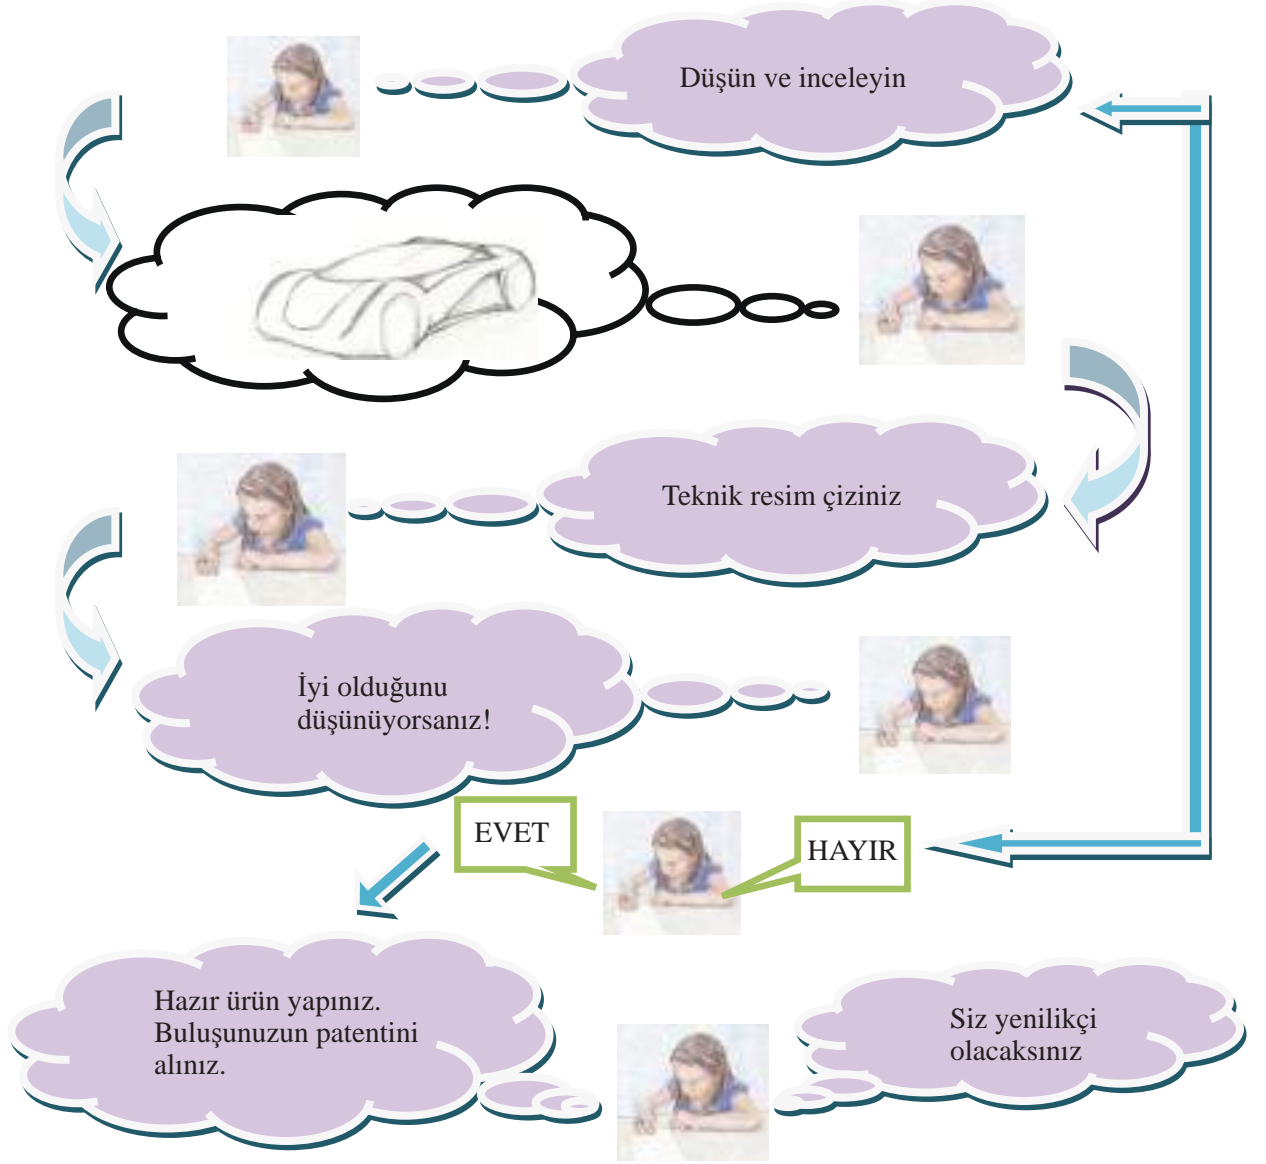 Düşün ve inceleyin
Teknik resim çiziniz
İyi olduğunu
düşünüyorsanız!
EVET
HAYIR
Hazır ürün yapınız.
Buluşunuzun patentini
alınız.
Siz yenilikçi
olacaksınız